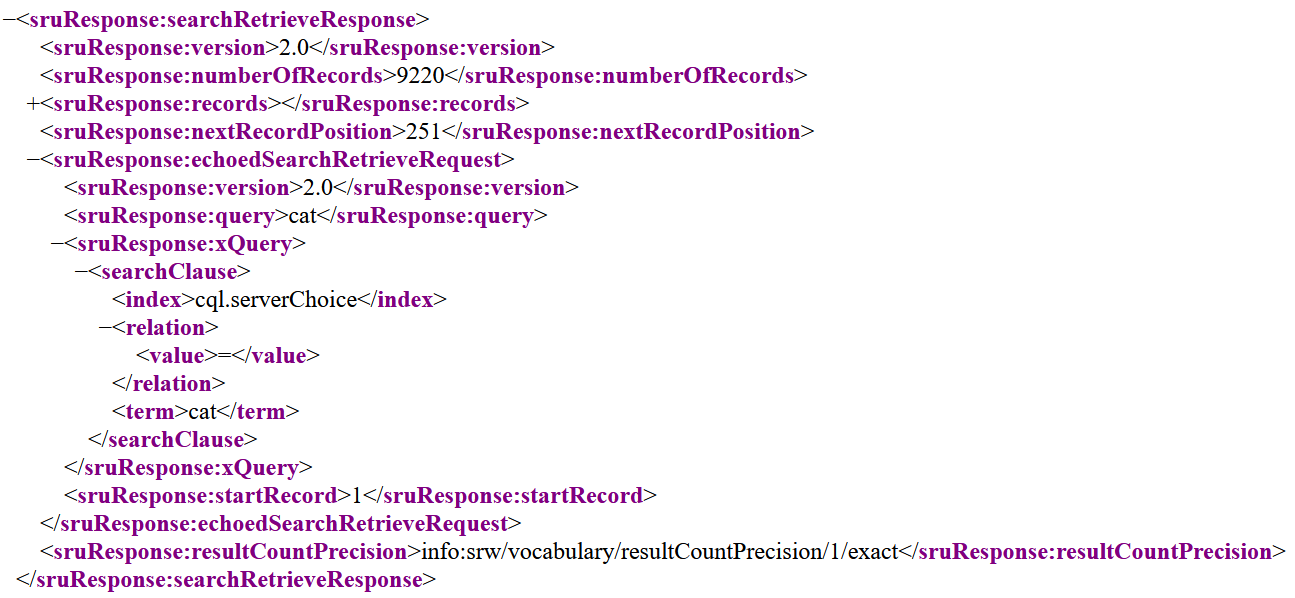 −<sruResponse:searchRetrieveResponse>
<sruResponse:version>2.0</sruResponse:version>
<sruResponse:numberOfRecords>9220</sruResponse:numberOfRecords>
+<sruResponse:records></sruResponse:records>
<sruResponse:nextRecordPosition>251</sruResponse:nextRecordPosition>
−<sruResponse:echoedSearchRetrieveRequest>
<sruResponse:version>2.0</sruResponse:version>
<sruResponse:query>cat</sruResponse:query>
−<sruResponse:xQuery>
−<searchClause>
<index>cql.serverChoice</index>
−<relation>
<value>=</value>
</relation>
<term>cat</term>
</searchClause>
</sruResponse:xQuery>
<sruResponse:startRecord>1</sruResponse:startRecord>
</sruResponse:echoedSearchRetrieveRequest>
<sruResponse:resultCountPrecision>info:srw/vocabulary/resultCountPrecision/1/exact</sruResponse:resultCountPrecision>
</sruResponse:searchRetrieveResponse>